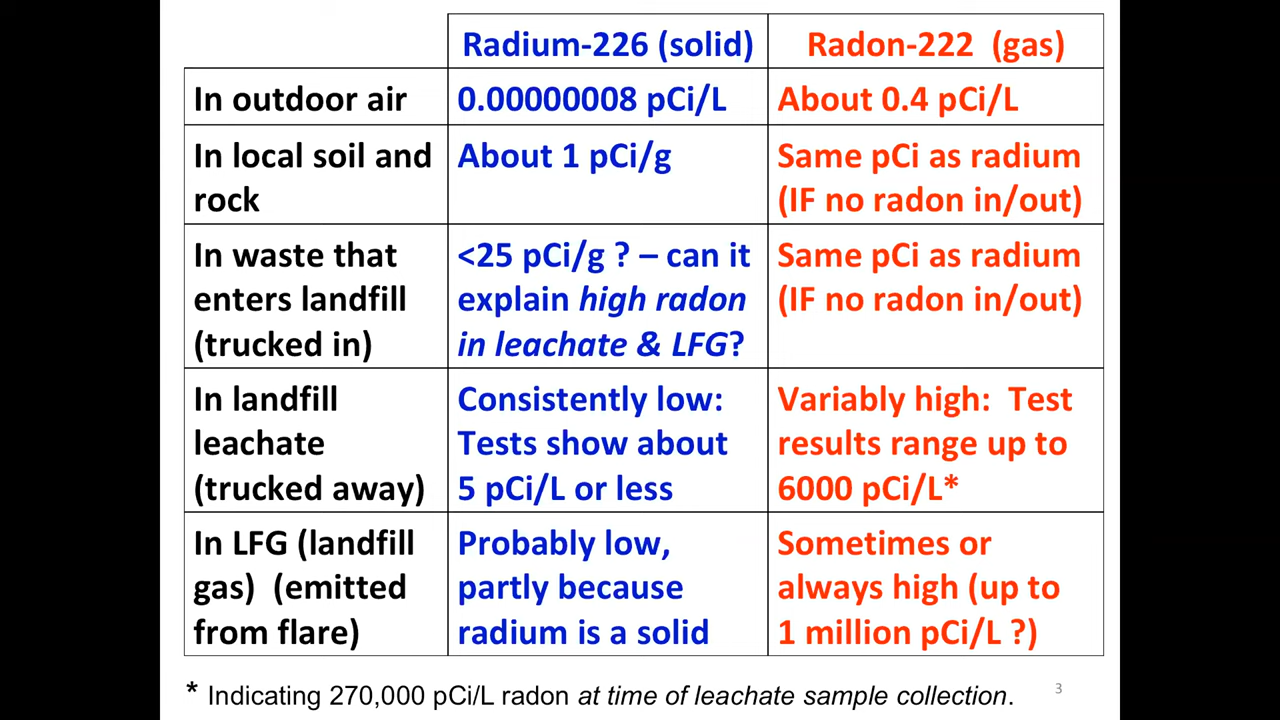 Radium-226 (solid)
Radon-222 (gas)
In outdoor air
0.00000008 pCi/L
About 0.4 pCi/L
In local soil and
rock
About 1 pCi/g
Same pCi as radium
(IF no radon in/out)
In waste that
enters landfill
(trucked in)
<25 pCi/g ? – can it
explain high radon
in leachate & LFG?
Same pCi as radium
(IF no radon in/out)
In landfill
leachate
(trucked away)
Consistently low:
Tests show about
5 pCi/L or less
Variably high: Test
results range up to
6000 pCi/L*
In LFG (landfill
gas) (emitted
from flare)
Probably low,
partly because
radium is a solid
Sometimes or
always high (up to
1 million pCi/L ?)
* Indicating 270,000 pCi/L radon at time of leachate sample collection.
3